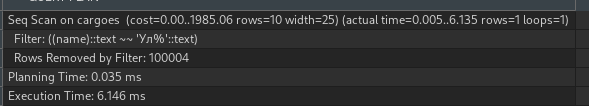 Seq Scan on cargoes  (cost=0.00..1985.06 rows=10 width=25) (actual time=0.005..6.135 rows=1 loops=1)
Filter: ((name)::text ~~ 'Ул%'::text)
Rows Removed by Filter: 100004
Planning Time: 0.035 ms
Execution Time: 6.146 ms